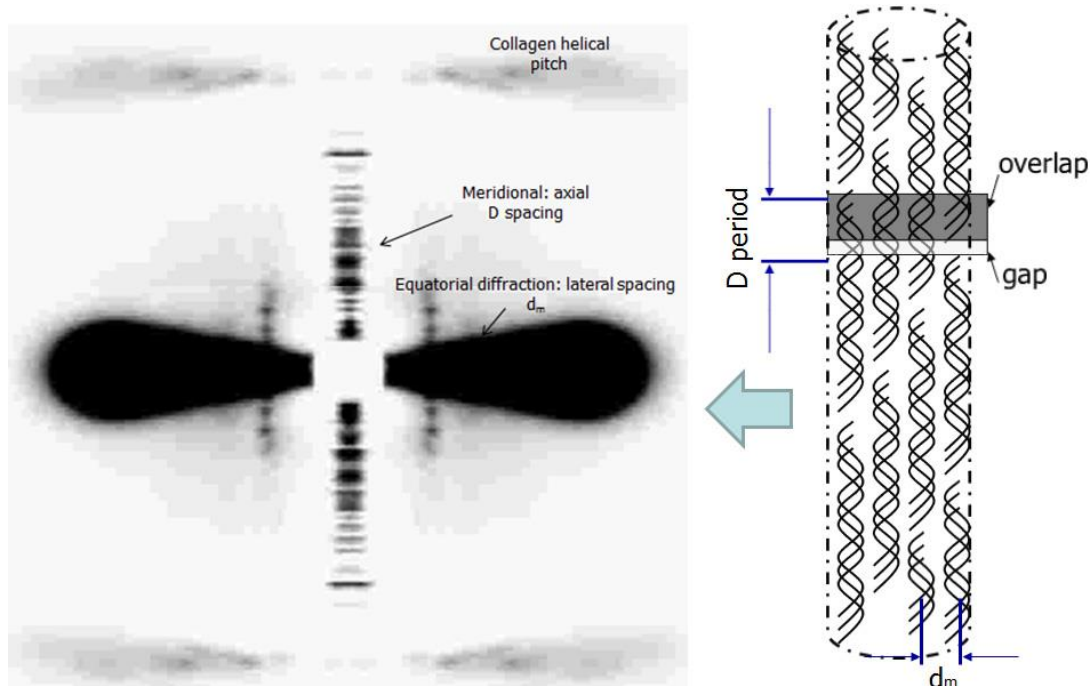 Collagen helical
pitch
Meridional: axial
D spacing
Equatorial diffraction: lateral spacing
dm
D period
overlap
gap
dm